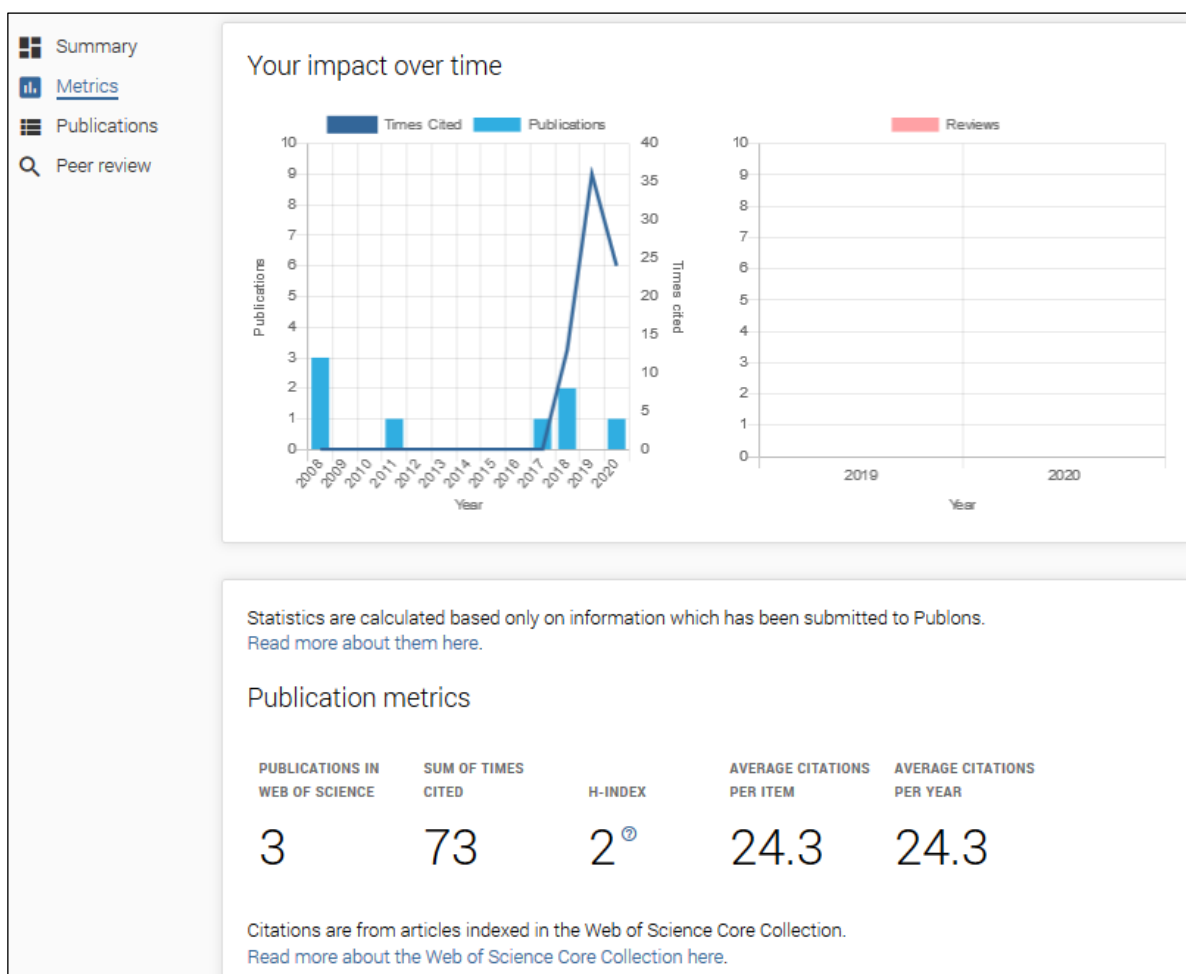 Summary
Metrics
Publications
Peer review
Your impact over time
Times Cited Publications
10
9
8
7
6
5
4
3
2
1
0
Publications
40
35
30
25
20
15
10
5
0
Times cited
2008 2009 2010 2011 2012 2013 2014 2015 2016 2017 2018 2019 2020
Year
Reviews
10
9
8
7
6
5
4
3
2
1
0
2019 2020
Year
Statistics are calculated based only on information which has been submitted to Publons.
Read more about them here.
Publication metrics
PUBLICATIONS IN
WEB OF SCIENCE
3
SUM OF TIMES
CITED
73
H-INDEX
2 ?
AVERAGE CITATIONS
PER ITEM
24.3
AVERAGE CITATIONS
PER YEAR
24.3
Citations are from articles indexed in the Web of Science Core Collection.
Read more about the Web of Science Core Collection here.